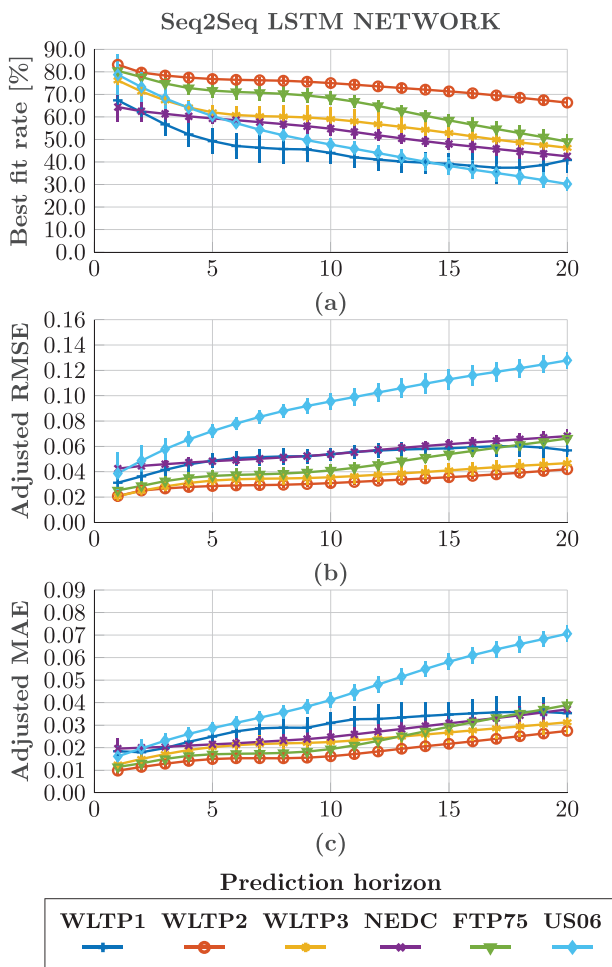 Seq2Seq LSTM NETWORK
Best fit rate [%]
90.0
80.0
70.0
60.0
50.0
40.0
30.0
20.0
10.0
0.0
0 5 10 15 20
(a)
Adjusted RMSE
0.16
0.14
0.12
0.10
0.08
0.06
0.04
0.02
0.00
0 5 10 15 20
(b)
Adjusted MAE
0.09
0.08
0.07
0.06
0.05
0.04
0.03
0.02
0.01
0.00
0 5 10 15 20
(c)
Prediction horizon
WLTP1 WLTP2 WLTP3 NEDC FTP75 US06